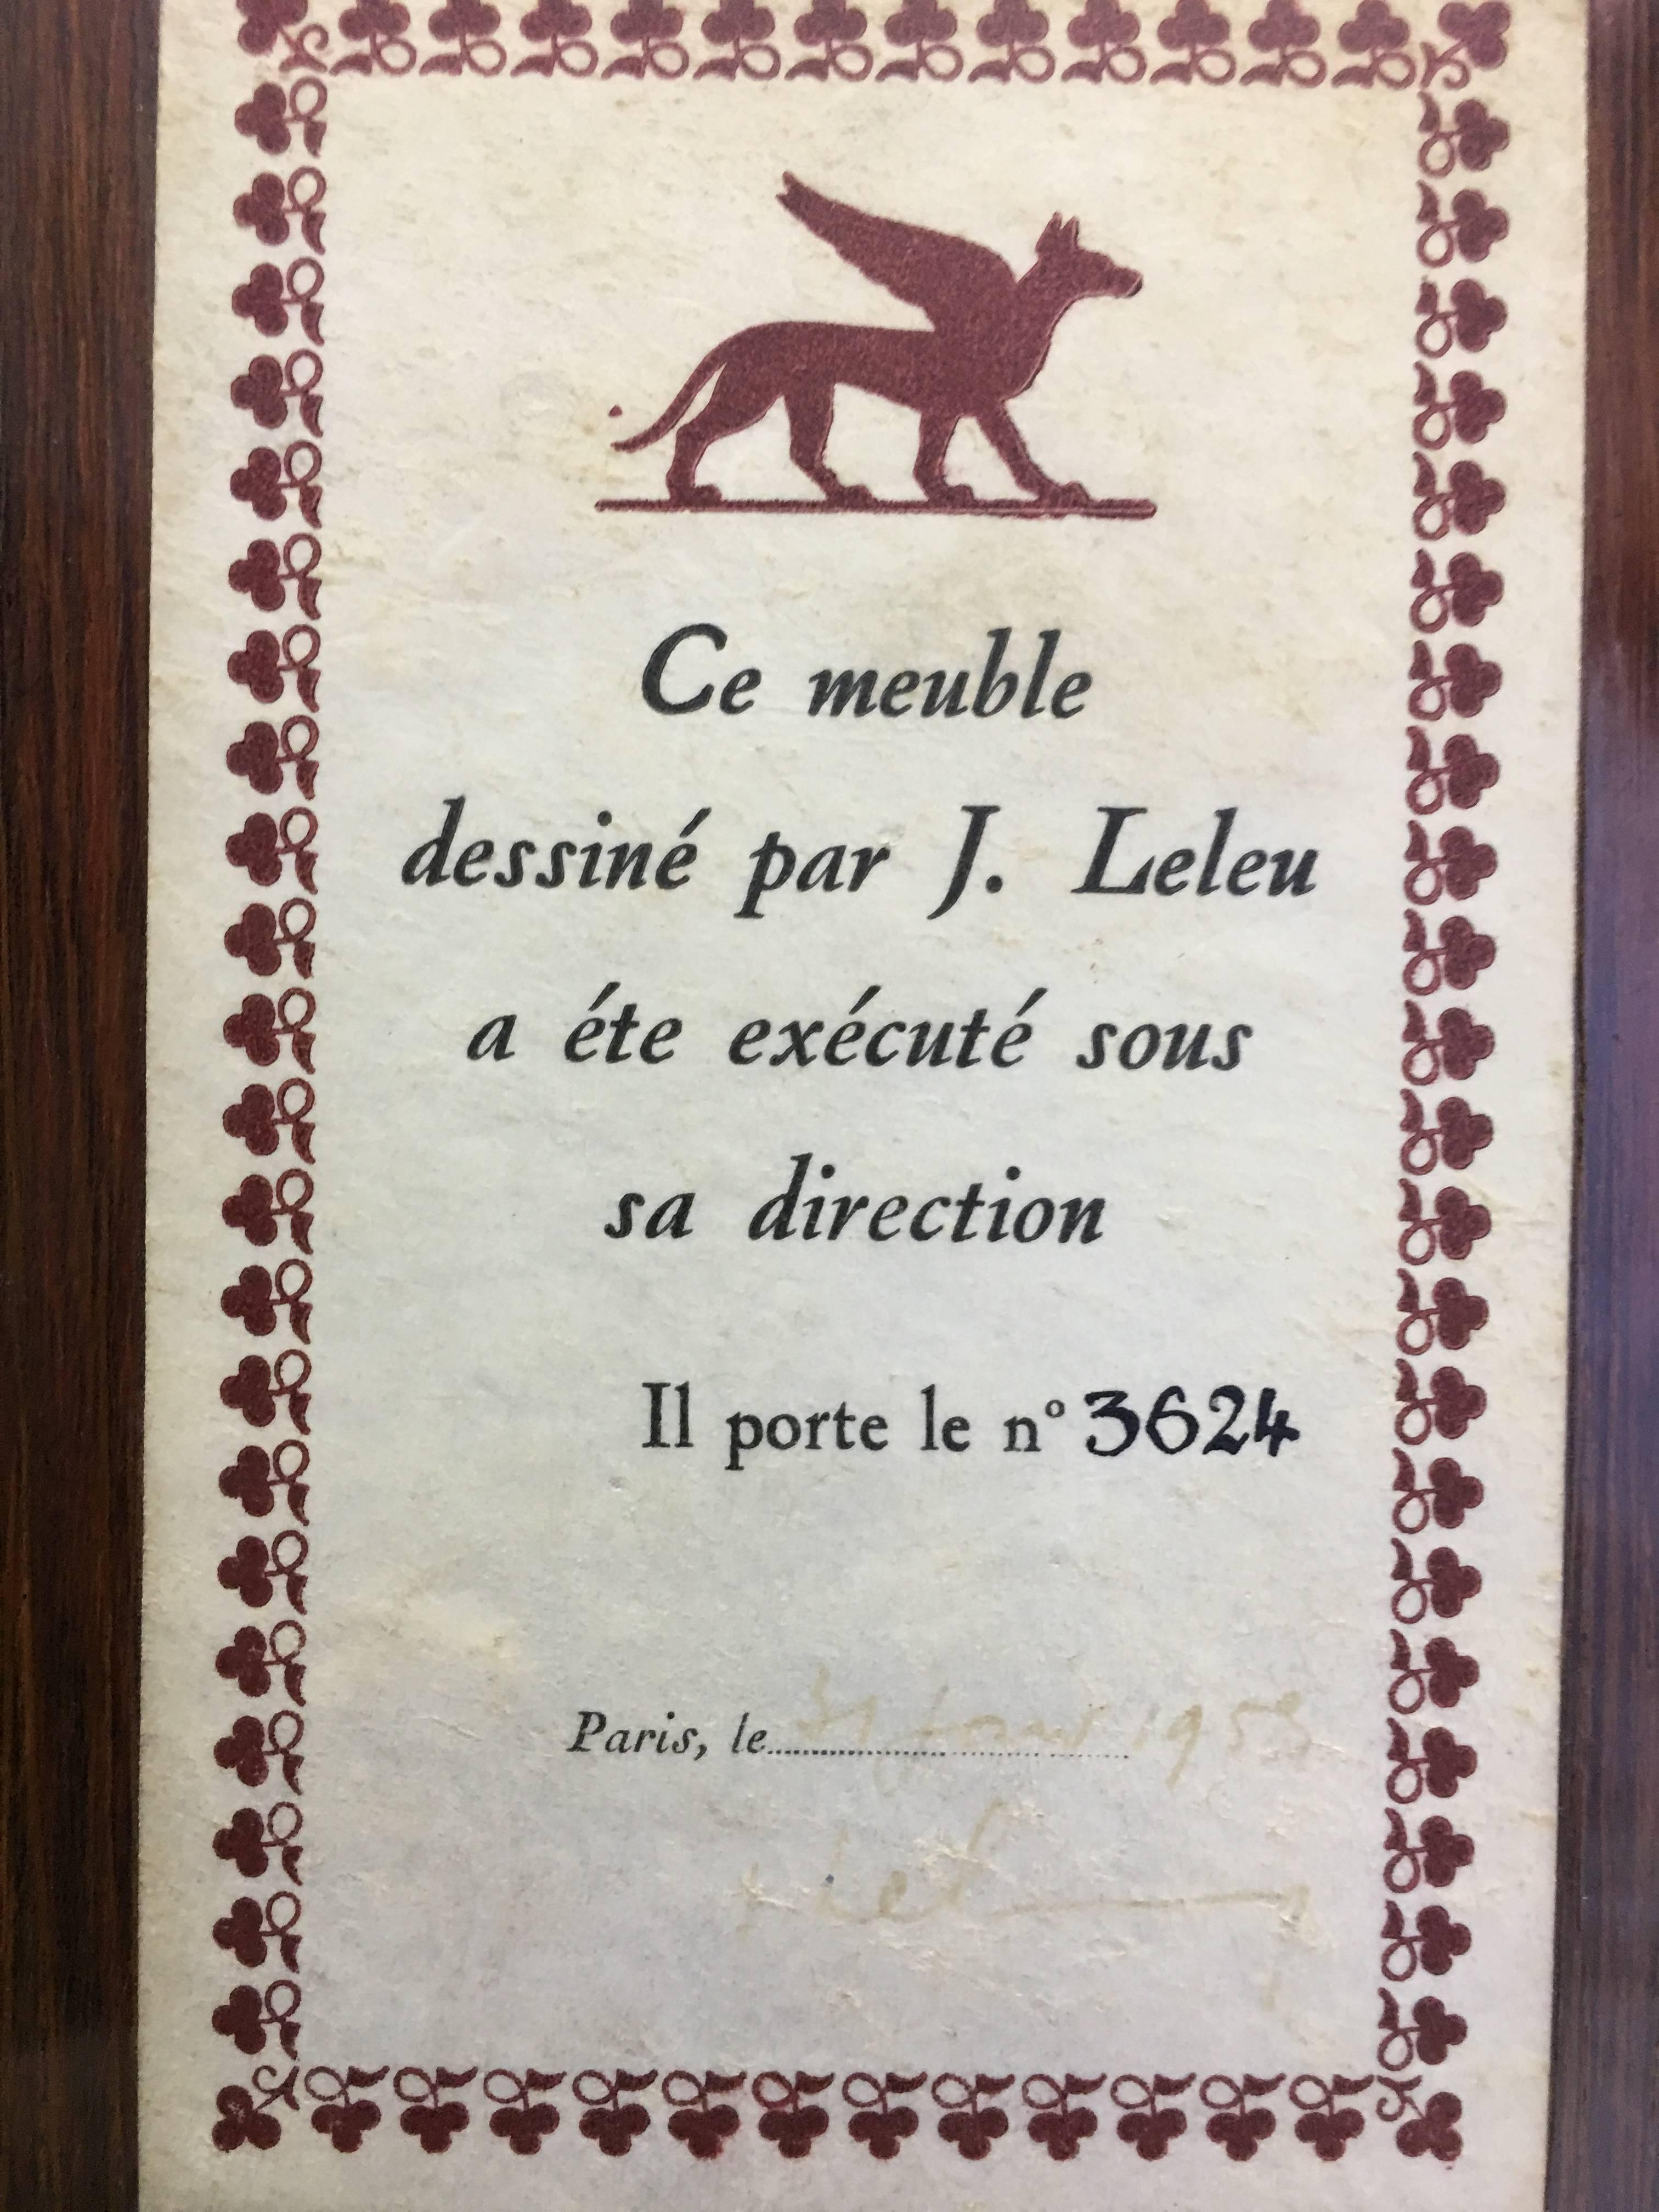 Ce meuble
dessiné par J. Leleu
a éte exécuté sous
sa direction
Il porte le n° 3624
Paris, le